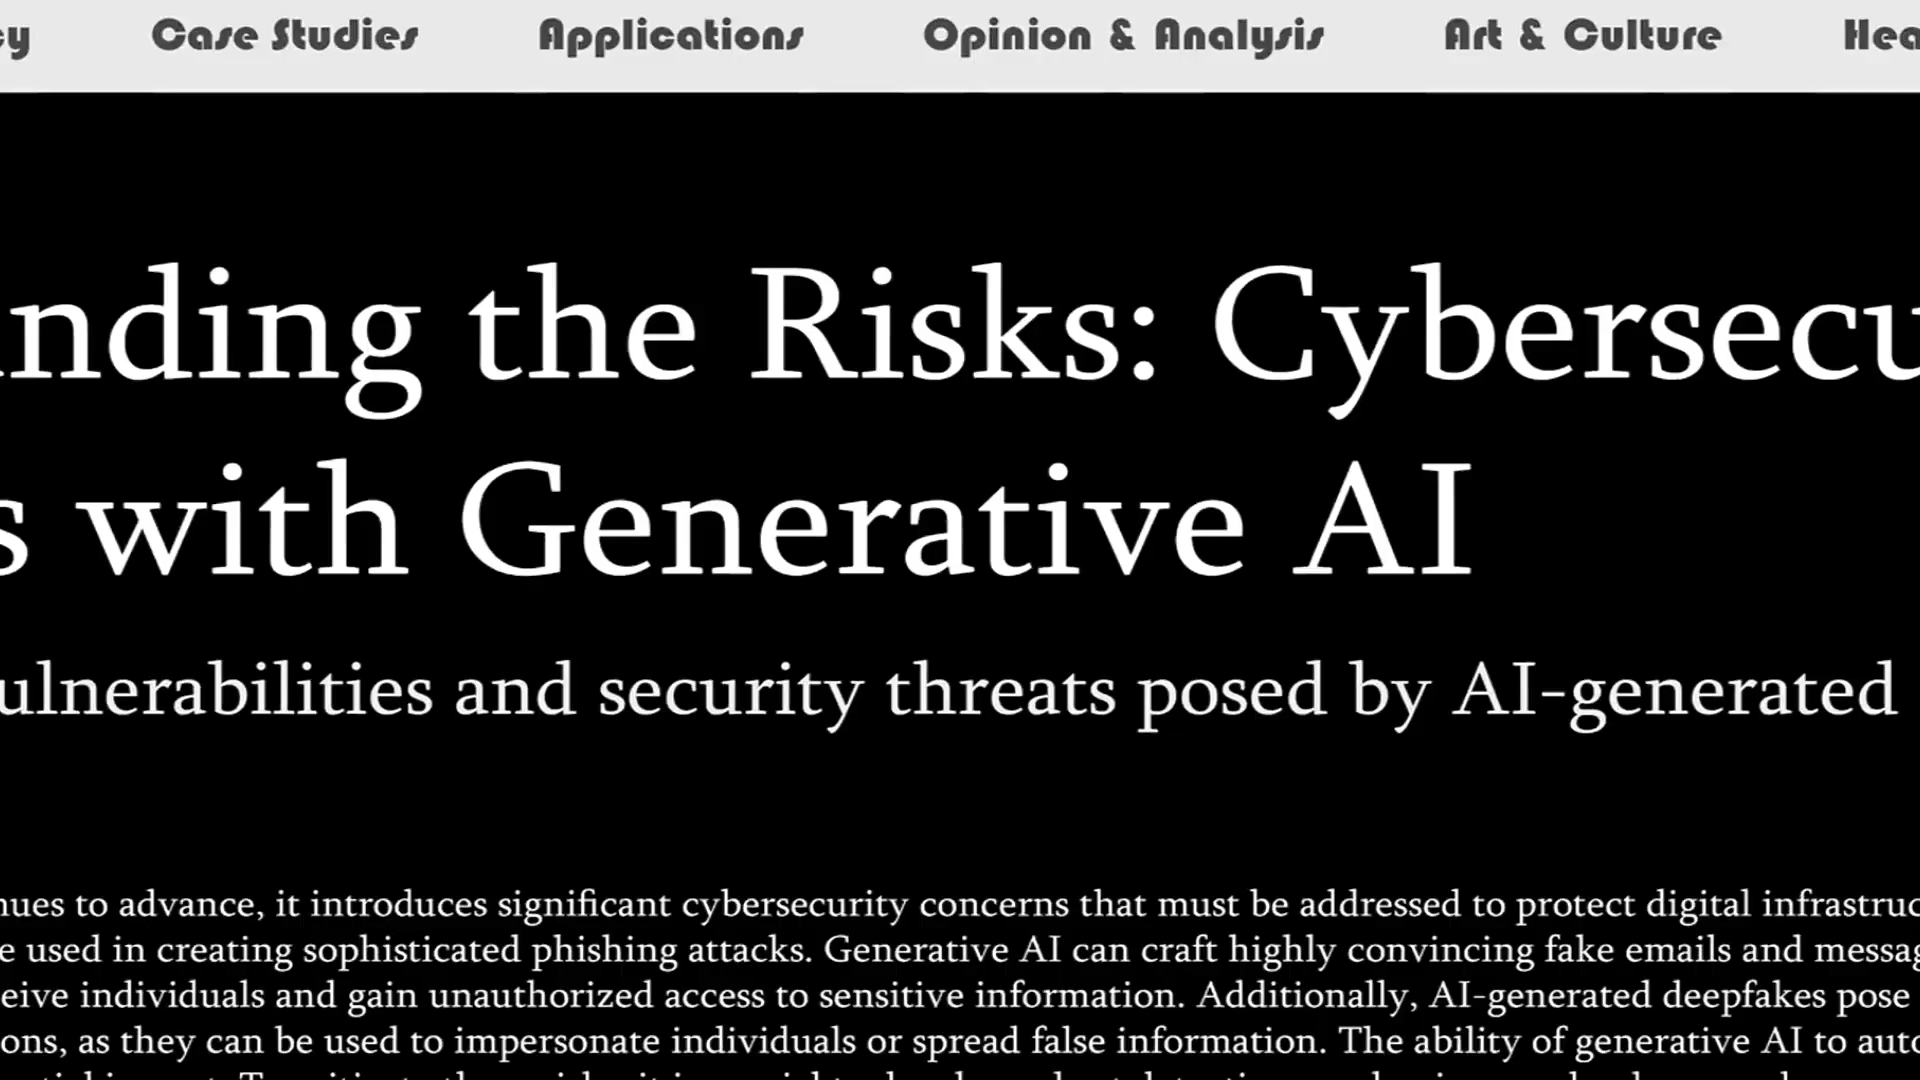 cy Case Studies Applications Opinion & Analysis Art & Culture Hea
nding the Risks: Cybersecu
s with Generative AI
ulnerabilities and security threats posed by AI-generated
nues to advance, it introduces significant cybersecurity concerns that must be addressed to protect digital infrastruc
e used in creating sophisticated phishing attacks. Generative AI can craft highly convincing fake emails and messag
eive individuals and gain unauthorized access to sensitive information. Additionally, AI-generated deepfakes pose
ons, as they can be used to impersonate individuals or spread false information. The ability of generative AI to auto